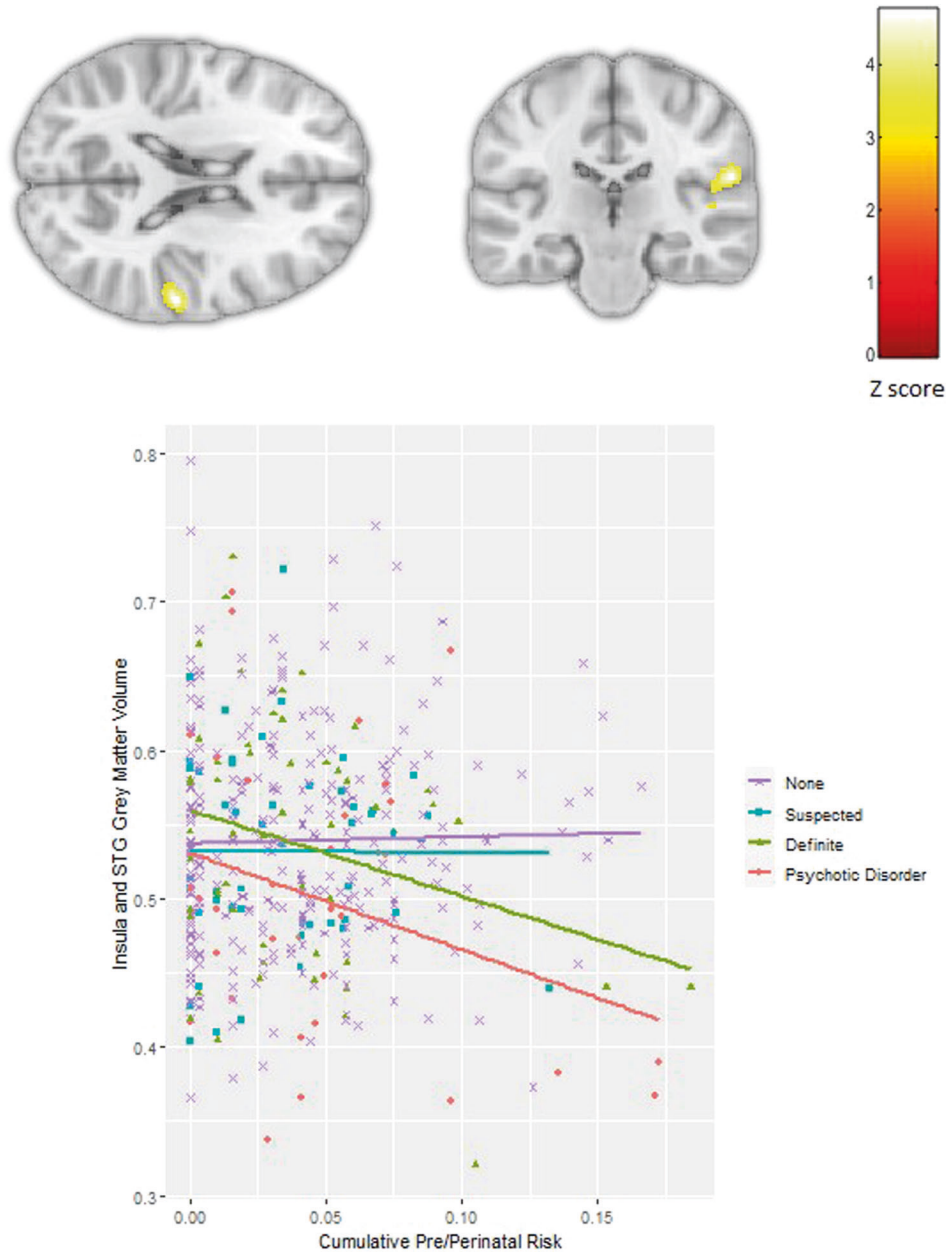 4
3
2
1
0
Z score
0.8
0.7
0.6
0.5
0.4
0.3
Insula and STG Grey Matter Volume
0.00 0.05 0.10 0.15
Cumulative Pre/Perinatal Risk
None
Suspected
Definite
Psychotic Disorder